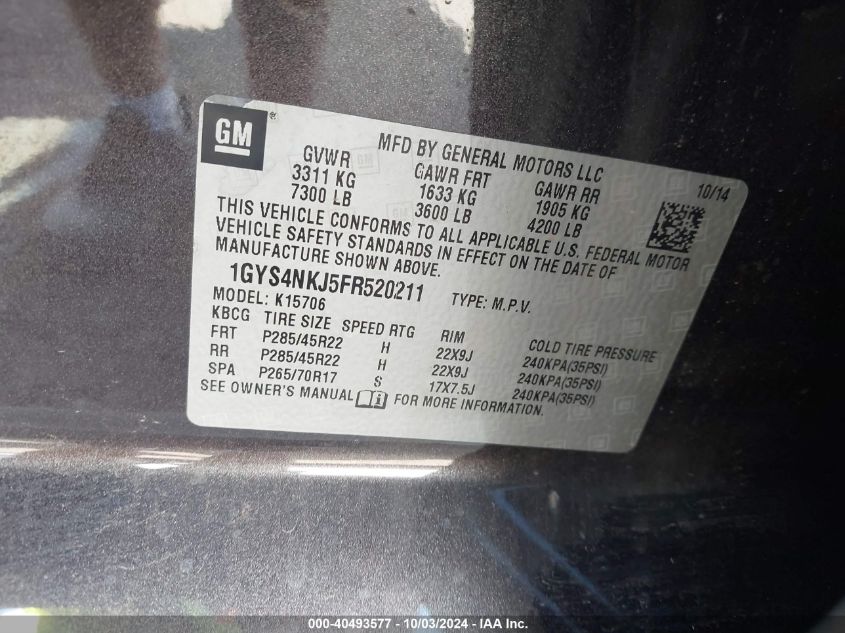 GM®
MFD BY GENERAL MOTORS LLC
GVWR GAWR FRT GAWR RR 10/14
3311 KG 1633 KG 1905 KG
7300 LB 3600 LB 4200 LB
THIS VEHICLE CONFORMS TO ALL APPLICABLE U.S. FEDERAL MOTOR
VEHICLE SAFETY STANDARDS IN EFFECT ON THE DATE OF
MANUFACTURE SHOWN ABOVE.
1GYS4NKJ5FR520211 TYPE: M.P.V.
MODEL: K15706
KBCG TIRE SIZE SPEED RTG RIM COLD TIRE PRESSURE
FRT P285/45R22 H 22X9J 240KPA(35PSI)
RR P285/45R22 H 22X9J 240KPA(35PSI)
SPA P265/70R17 S 17X7.5J 240KPA(35PSI)
SEE OWNER'S MANUAL FOR MORE INFORMATION.
000-40493577 - 10/03/2024 - IAA Inc.